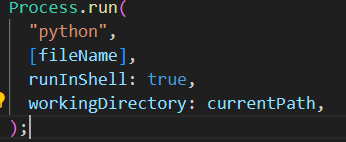 Process.run(
"python",
[fileName],
runInShell: true,
workingDirectory: currentPath,
);